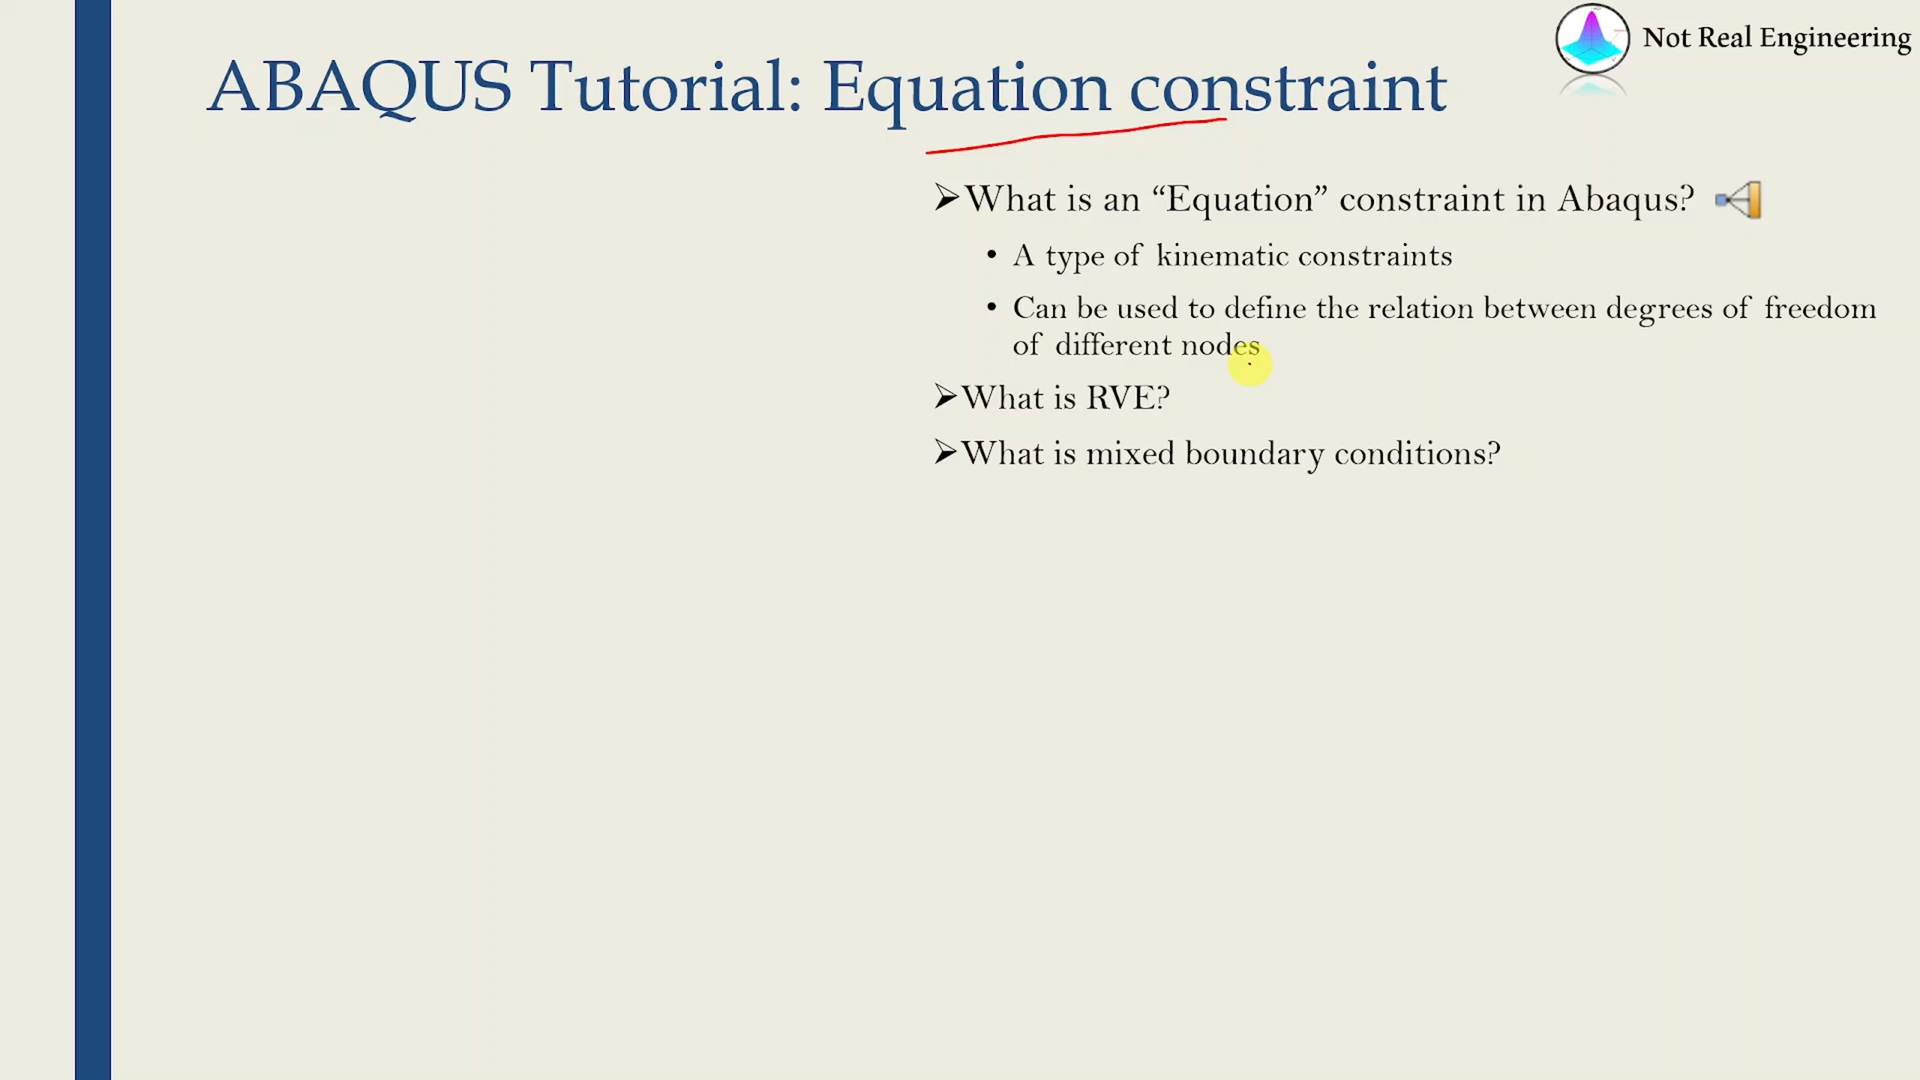 Not Real Engineering
ABAQUS Tutorial: Equation constraint
➢What is an “Equation” constraint in Abaqus?
• A type of kinematic constraints
• Can be used to define the relation between degrees of freedom
of different nodes
➢What is RVE?
➢What is mixed boundary conditions?